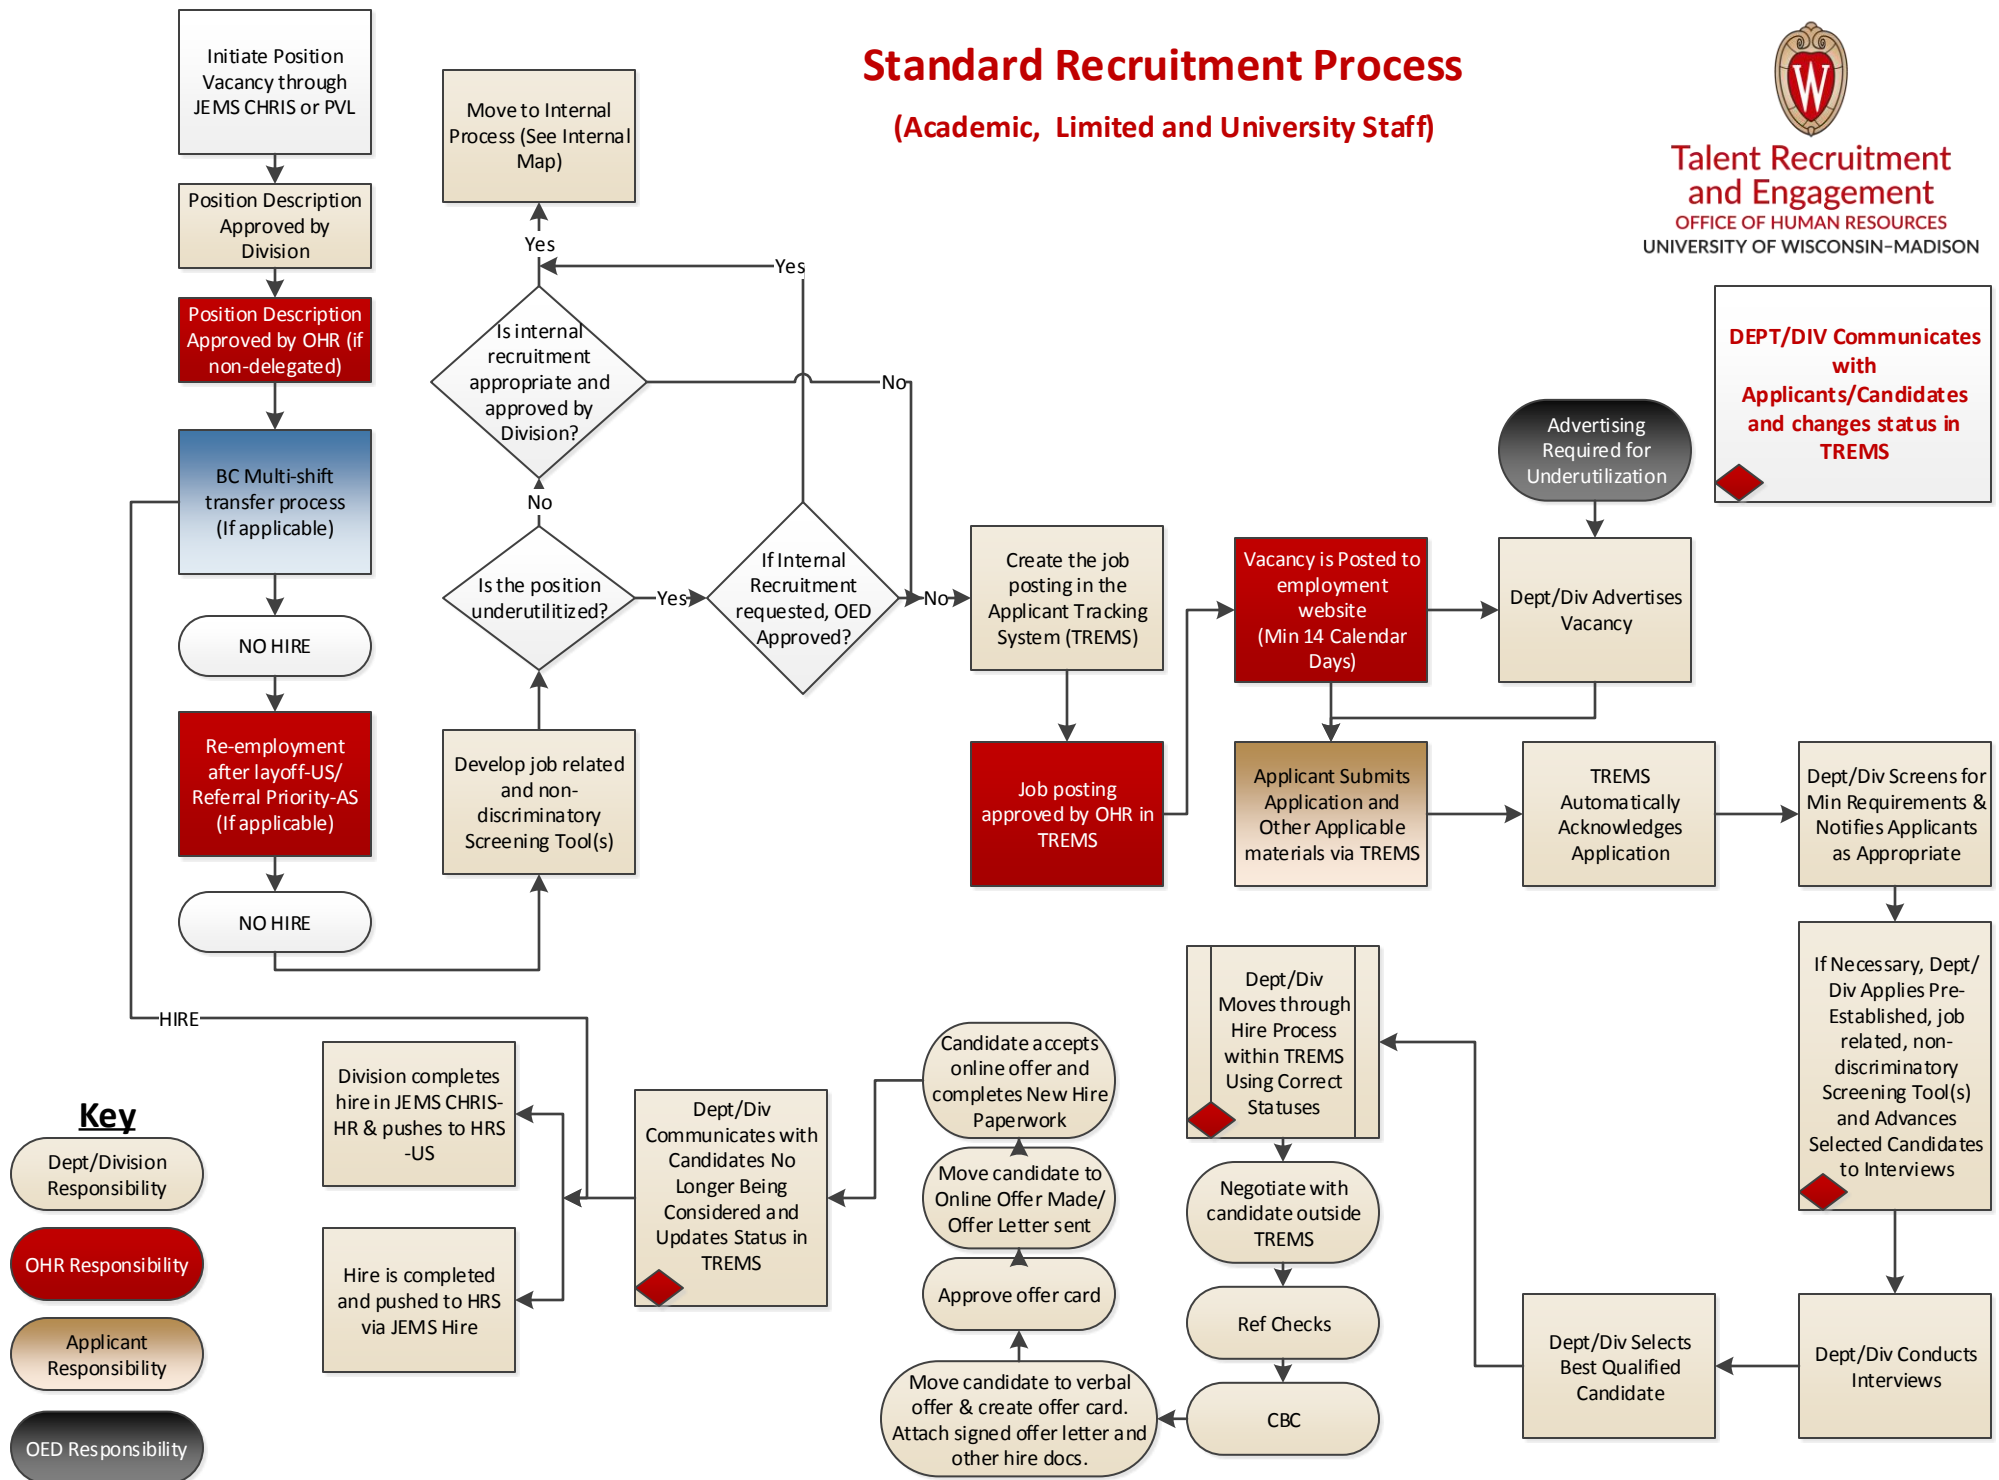 Standard Recruitment Process
(Academic, Limited and University Staff)
W
Talent Recruitment
and Engagement
OFFICE OF HUMAN RESOURCES
UNIVERSITY OF WISCONSIN–MADISON
DEPT/DIV Communicates
with
Applicants/Candidates
and changes status in
TREMS
Initiate Position
Vacancy through
JEMS CHRIS or PVL
Position Description
Approved by
Division
Position Description
Approved by OHR (if
non-delegated)
BC Multi-shift
transfer process
(If applicable)
NO HIRE
Re-employment
after layoff-US/
Referral Priority-AS
(If applicable)
NO HIRE
HIRE
Develop job related
and non-
discriminatory
Screening Tool(s)
Is the position
underutilitized?
No
Yes
Is internal
recruitment
appropriate and
approved by
Division?
Yes
No
Move to Internal
Process (See Internal
Map)
If Internal
Recruitment
requested, OED
Approved?
Yes
No
Create the job
posting in the
Applicant Tracking
System (TREMS)
Job posting
approved by OHR in
TREMS
Vacancy is Posted to
employment
website
(Min 14 Calendar
Days)
Advertising
Required for
Underutilization
Dept/Div Advertises
Vacancy
Applicant Submits
Application and
Other Applicable
materials via TREMS
TREMS
Automatically
Acknowledges
Application
Dept/Div Screens for
Min Requirements &
Notifies Applicants
as Appropriate
If Necessary, Dept/
Div Applies Pre-
Established, job
related, non-
discriminatory
Screening Tool(s)
and Advances
Selected Candidates
to Interviews
Dept/Div Conducts
Interviews
Dept/Div Selects
Best Qualified
Candidate
Dept/Div
Moves through
Hire Process
within TREMS
Using Correct
Statuses
Negotiate with
candidate outside
TREMS
Ref Checks
CBC
Move candidate to verbal
offer & create offer card.
Attach signed offer letter and
other hire docs.
Approve offer card
Move candidate to
Online Offer Made/
Offer Letter sent
Candidate accepts
online offer and
completes New Hire
Paperwork
Dept/Div
Communicates with
Candidates No
Longer Being
Considered and
Updates Status in
TREMS
Division completes
hire in JEMS CHRIS-
HR & pushes to HRS
-US
Hire is completed
and pushed to HRS
via JEMS Hire
Key
Dept/Division
Responsibility
OHR Responsibility
Applicant
Responsibility
OED Responsibility